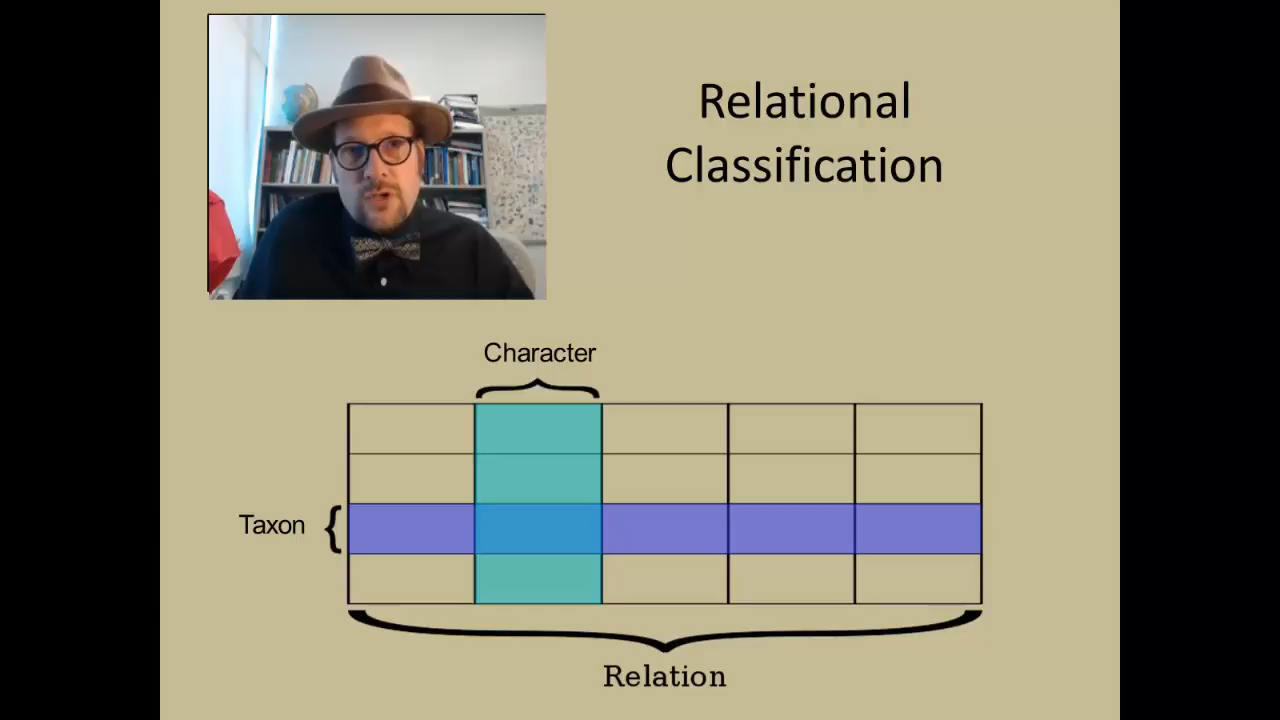 Relational
Classification
Character
Taxon
Relation